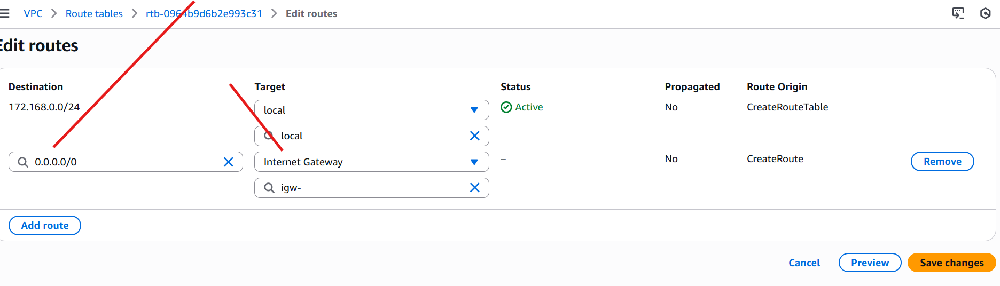 VPC > Route tables > rtb-0964b9d6b2e993c31 > Edit routes
Edit routes
Destination Target Status Propagated Route Origin
172.168.0.0/24 local Active No CreateRouteTable
local
0.0.0.0/0 Internet Gateway – No CreateRoute Remove
igw-
Add route
Cancel Preview Save changes